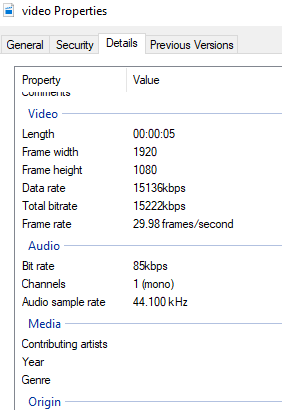 video Properties
General Security Details Previous Versions
Property Value
Comments
Video
Length 00:00:05
Frame width 1920
Frame height 1080
Data rate 15136kbps
Total bitrate 15222kbps
Frame rate 29.98 frames/second
Audio
Bit rate 85kbps
Channels 1 (mono)
Audio sample rate 44.100 kHz
Media
Contributing artists
Year
Genre
Origin